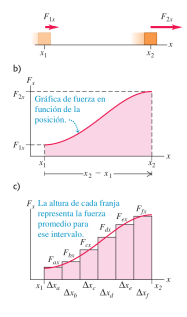 F1x
F2x
x1
x2
x
b)
Fx
F2x
Gráfica de fuerza en
función de la
posición.
F1x
x1
x2
x
x2 − x1
c)
Fx
La altura de cada franja
representa la fuerza
promedio para
ese intervalo.
Fax
Fbx
Fcx
Fdx
Fex
Ffx
x1
Δxa
Δxc
Δxe
x2
x
Δxb
Δxd
Δxf